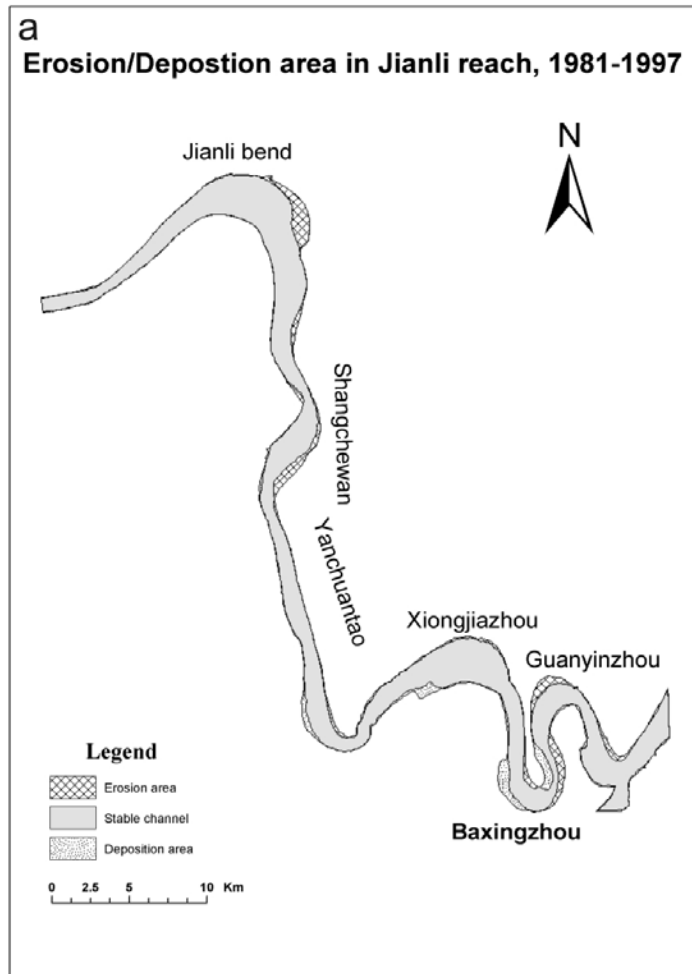 a
Erosion/Depostion area in Jianli reach, 1981-1997
N
Jianli bend
Shangchewan
Yanchuantao
Xiongjiazhou
Guanyinzhou
Baxingzhou
Legend
Erosion area
Stable channel
Deposition area
0 2.5 5 10 Km